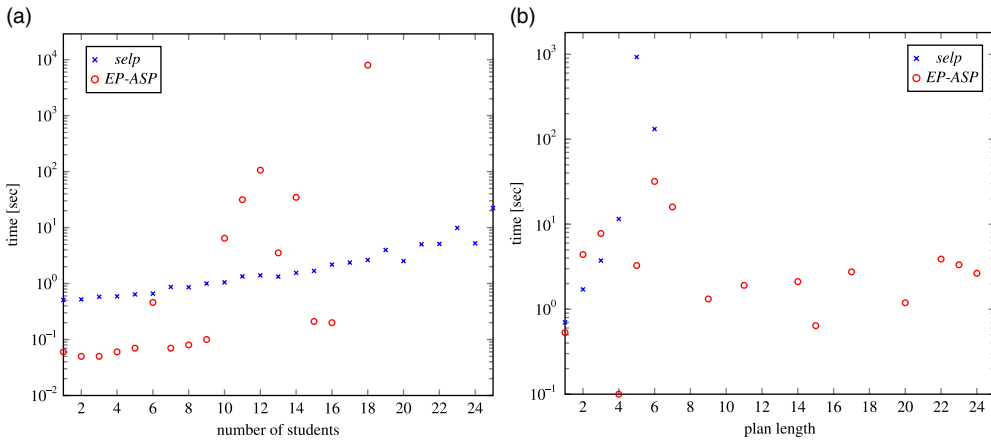 (a)
selp
EP-ASP
10^4
10^3
10^2
10^1
10^0
10^−1
10^−2
time [sec]
2 4 6 8 10 12 14 16 18 20 22 24
number of students
(b)
selp
EP-ASP
10^3
10^2
10^1
10^0
10^−1
time [sec]
2 4 6 8 10 12 14 16 18 20 22 24
plan length